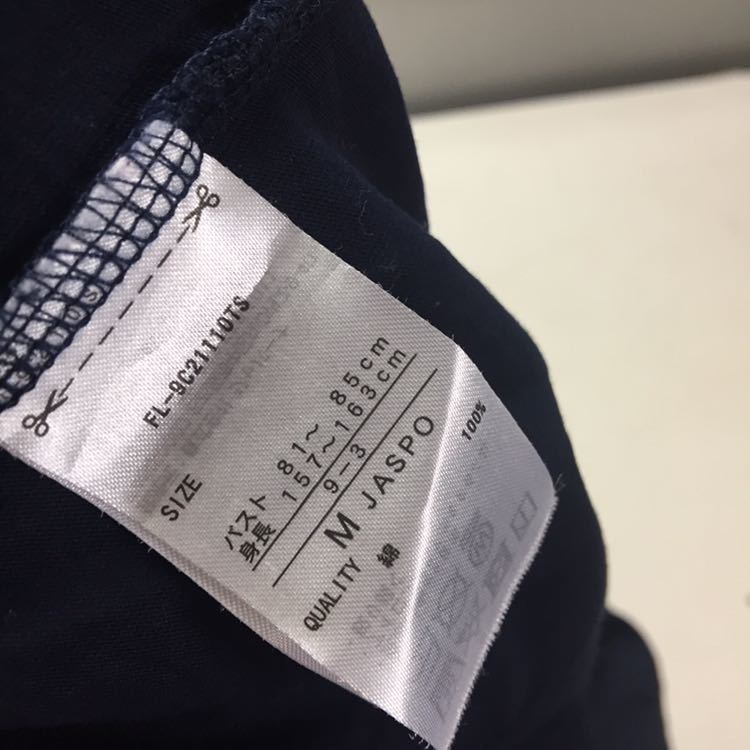 FL-9C21110TS
SIZE
バスト 81～ 85cm
身長 157～163cm
9-3
M JASPO
QUALITY
綿 100%